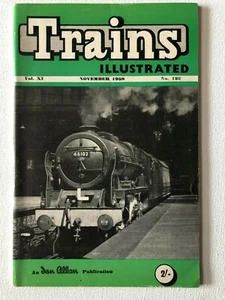 Trains
ILLUSTRATED
Vol. XI NOVEMBER 1958 No. 122
46102
An Ian Allan Publication
2/-